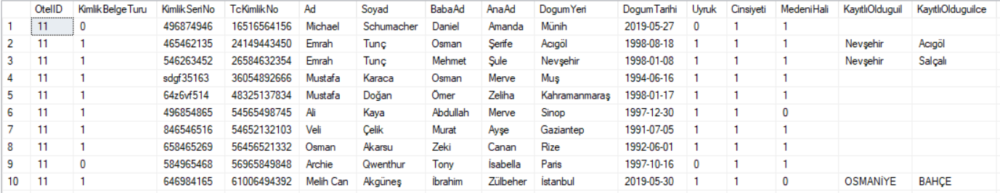 OtelID KimlikBelgeTuru KimlikSeriNo TcKimlikNo Ad Soyad BabaAd AnaAd DogumYeri DogumTarihi Uyruk Cinsiyeti MedeniHali KayıtlıOlduguil KayıtlıOlduguilce
1 11 0 496874946 16516564156 Michael Schumacher Daniel Amanda Münih 2019-05-27 0 1 1
2 11 1 465462135 24149443450 Emrah Tunç Osman Şerife Acıgöl 1998-08-18 1 1 1 Nevşehir Acıgöl
3 11 1 546263452 26584632354 Emrah Tunç Mehmet Şule Nevşehir 1998-01-08 1 1 1 Nevşehir Salçalı
4 11 1 sdgf35163 36054892666 Mustafa Karaca Osman Merve Muş 1994-06-16 1 1 1
5 11 1 64z6vf514 48325137834 Mustafa Doğan Ömer Zeliha Kahramanmaraş 1998-01-17 1 1 1
6 11 1 496854865 54565498745 Ali Kaya Abdullah Merve Sinop 1997-12-30 1 1 0
7 11 1 846546516 54652132103 Veli Çelik Murat Ayşe Gaziantep 1991-07-05 1 1 1
8 11 1 658465269 56456521332 Osman Akarsu Zeki Canan Rize 1992-06-01 1 1 1
9 11 0 584965468 56965849848 Archie Qwenthur Tony İsabella Paris 1997-10-16 0 1 1
10 11 1 646984165 61006494392 Melih Can Akgüneş İbrahim Zülbeher İstanbul 2019-05-30 1 1 0 OSMANİYE BAHÇE